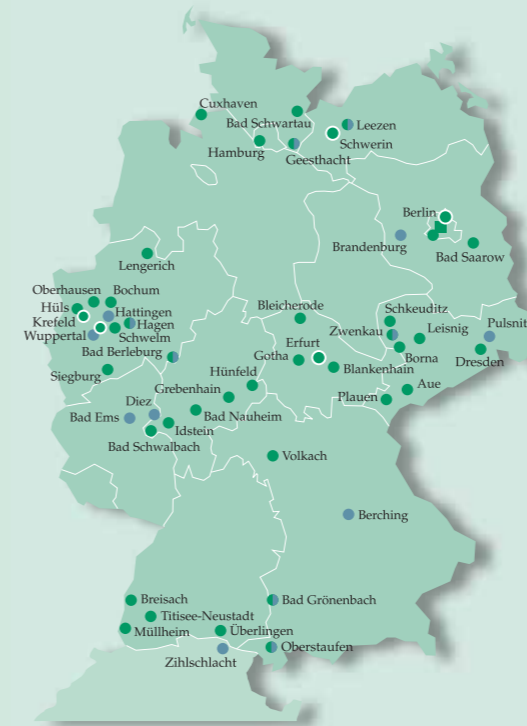 Cuxhaven
Bad Schwartau
Leezen
Schwerin
Hamburg
Geesthacht
Berlin
Brandenburg
Bad Saarow
Lengerich
Oberhausen
Bochum
Hüls
Hattingen
Krefeld
Hagen
Wuppertal
Schwelm
Bad Berleburg
Siegburg
Bleicherode
Schkeuditz
Zwenkau
Leisnig
Pulsnitz
Erfurt
Gotha
Borna
Dresden
Blankenhain
Hünfeld
Grebenhain
Aue
Plauen
Diez
Bad Ems
Bad Nauheim
Idstein
Bad Schwalbach
Volkach
Berching
Breisach
Bad Grönenbach
Titisee-Neustadt
Müllheim
Überlingen
Oberstaufen
Zihlschlacht